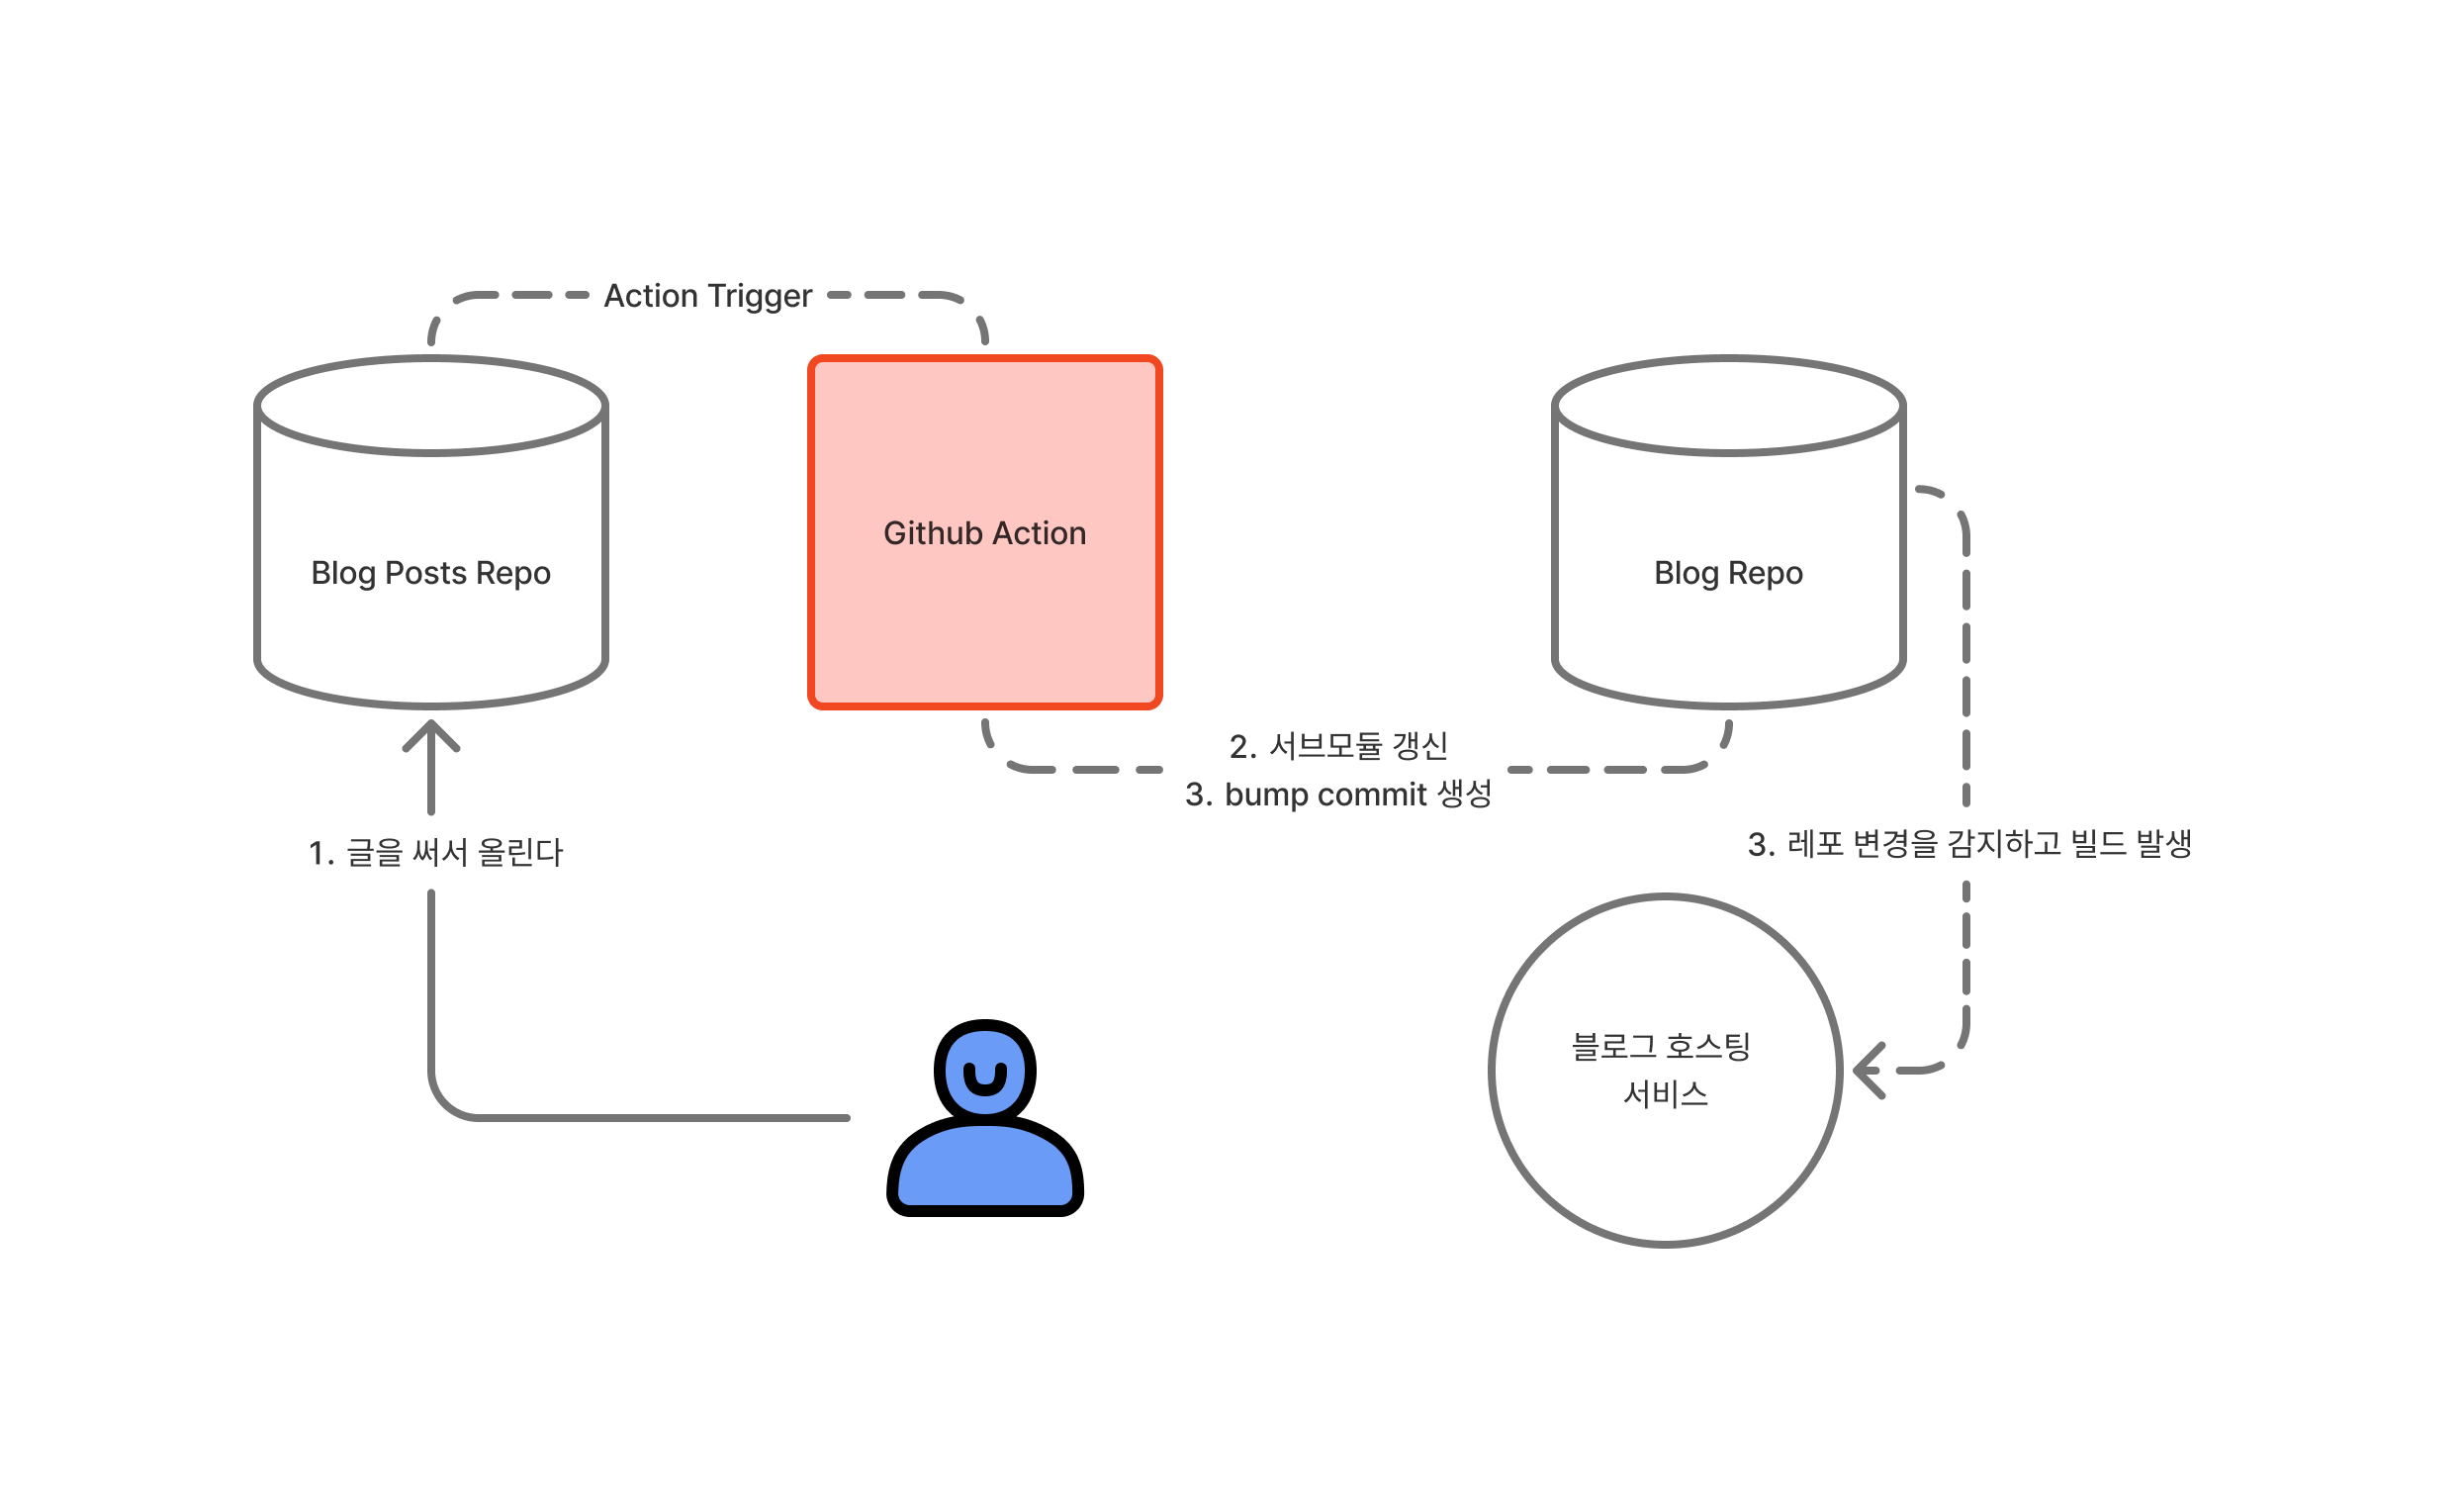 Action Trigger
Github Action
Blog Posts Repo
Blog Repo
2. 서브모듈 갱신
3. bump commit 생성
1. 글을 써서 올린다
3. 레포 변경을 감지하고 빌드 발생
블로그 호스팅
서비스